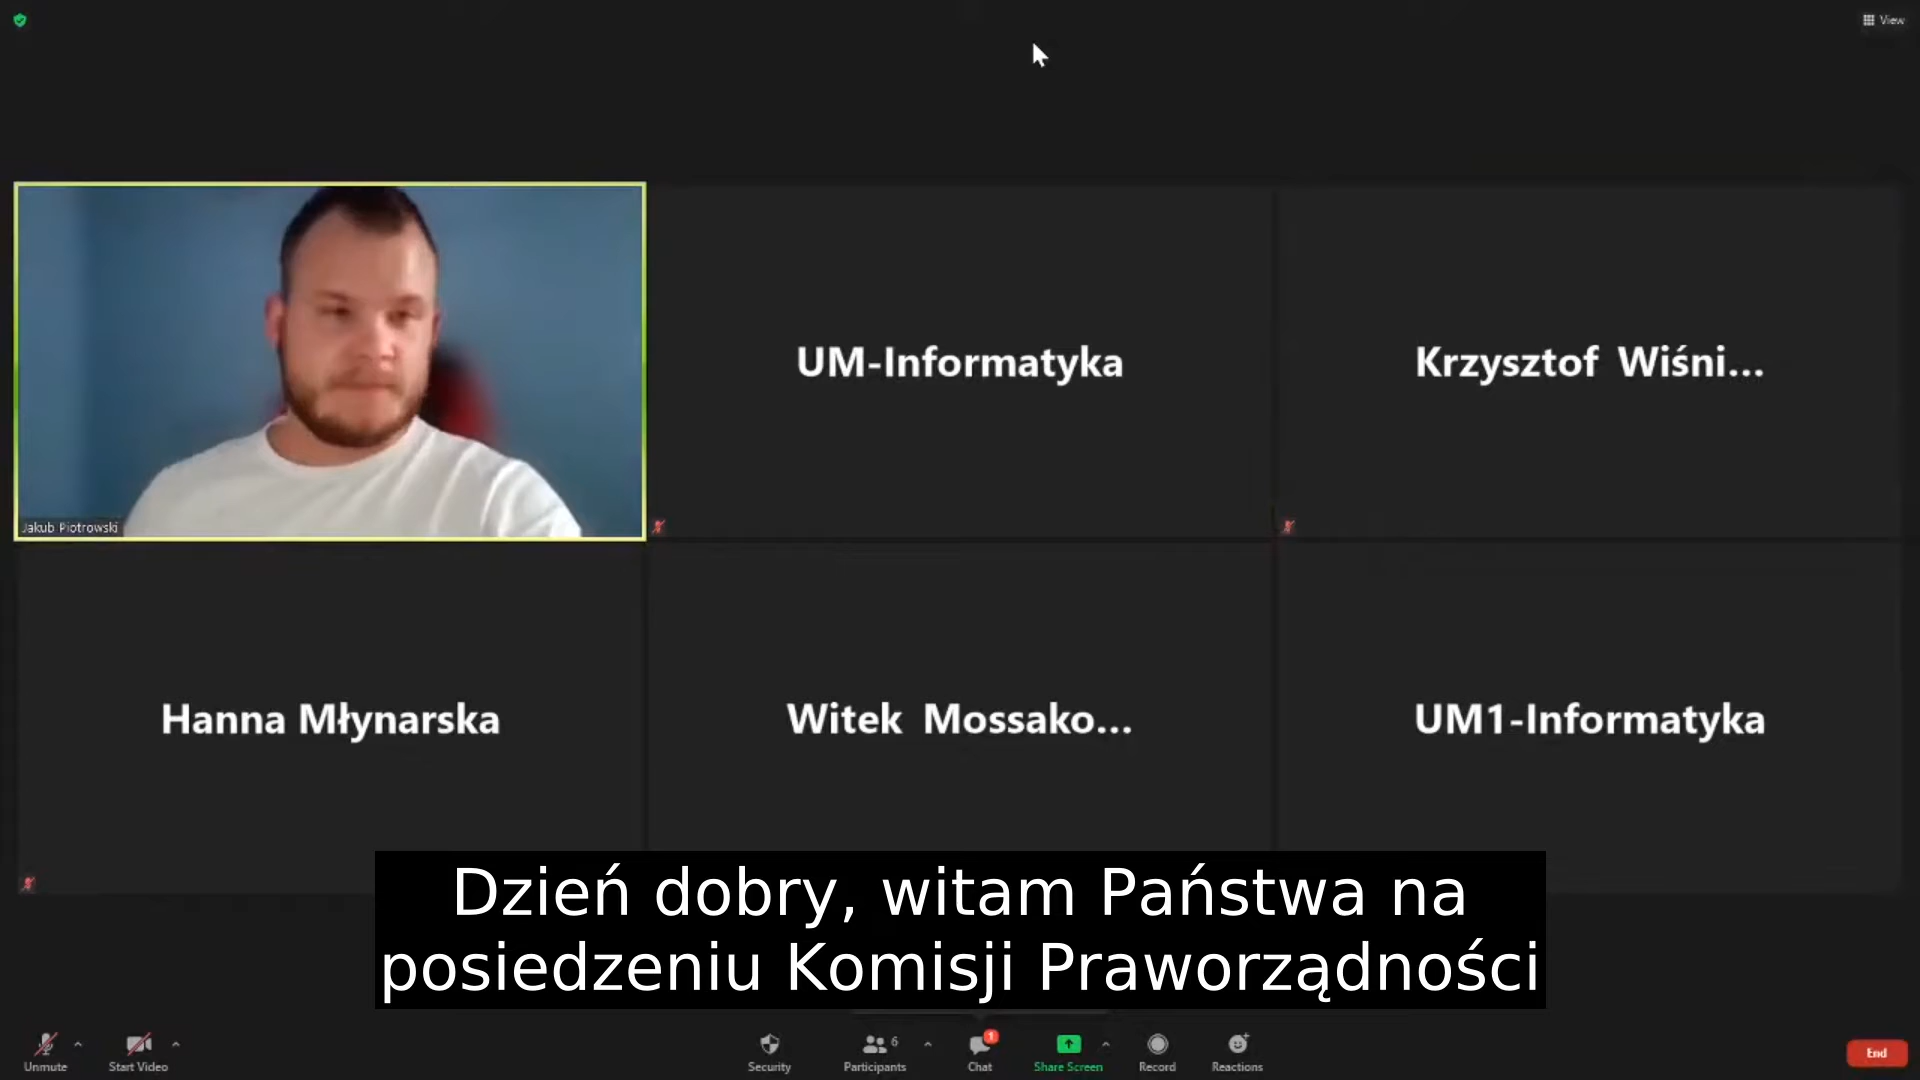 View
Jakub Piotrowski
UM-Informatyka
Krzysztof Wiśni...
Hanna Młynarska
Witek Mossako...
UM1-Informatyka
Dzień dobry, witam Państwa na
posiedzeniu Komisji Praworządności
Unmute
Start Video
Security
6
Participants
1
Chat
Share Screen
Record
Reactions
End